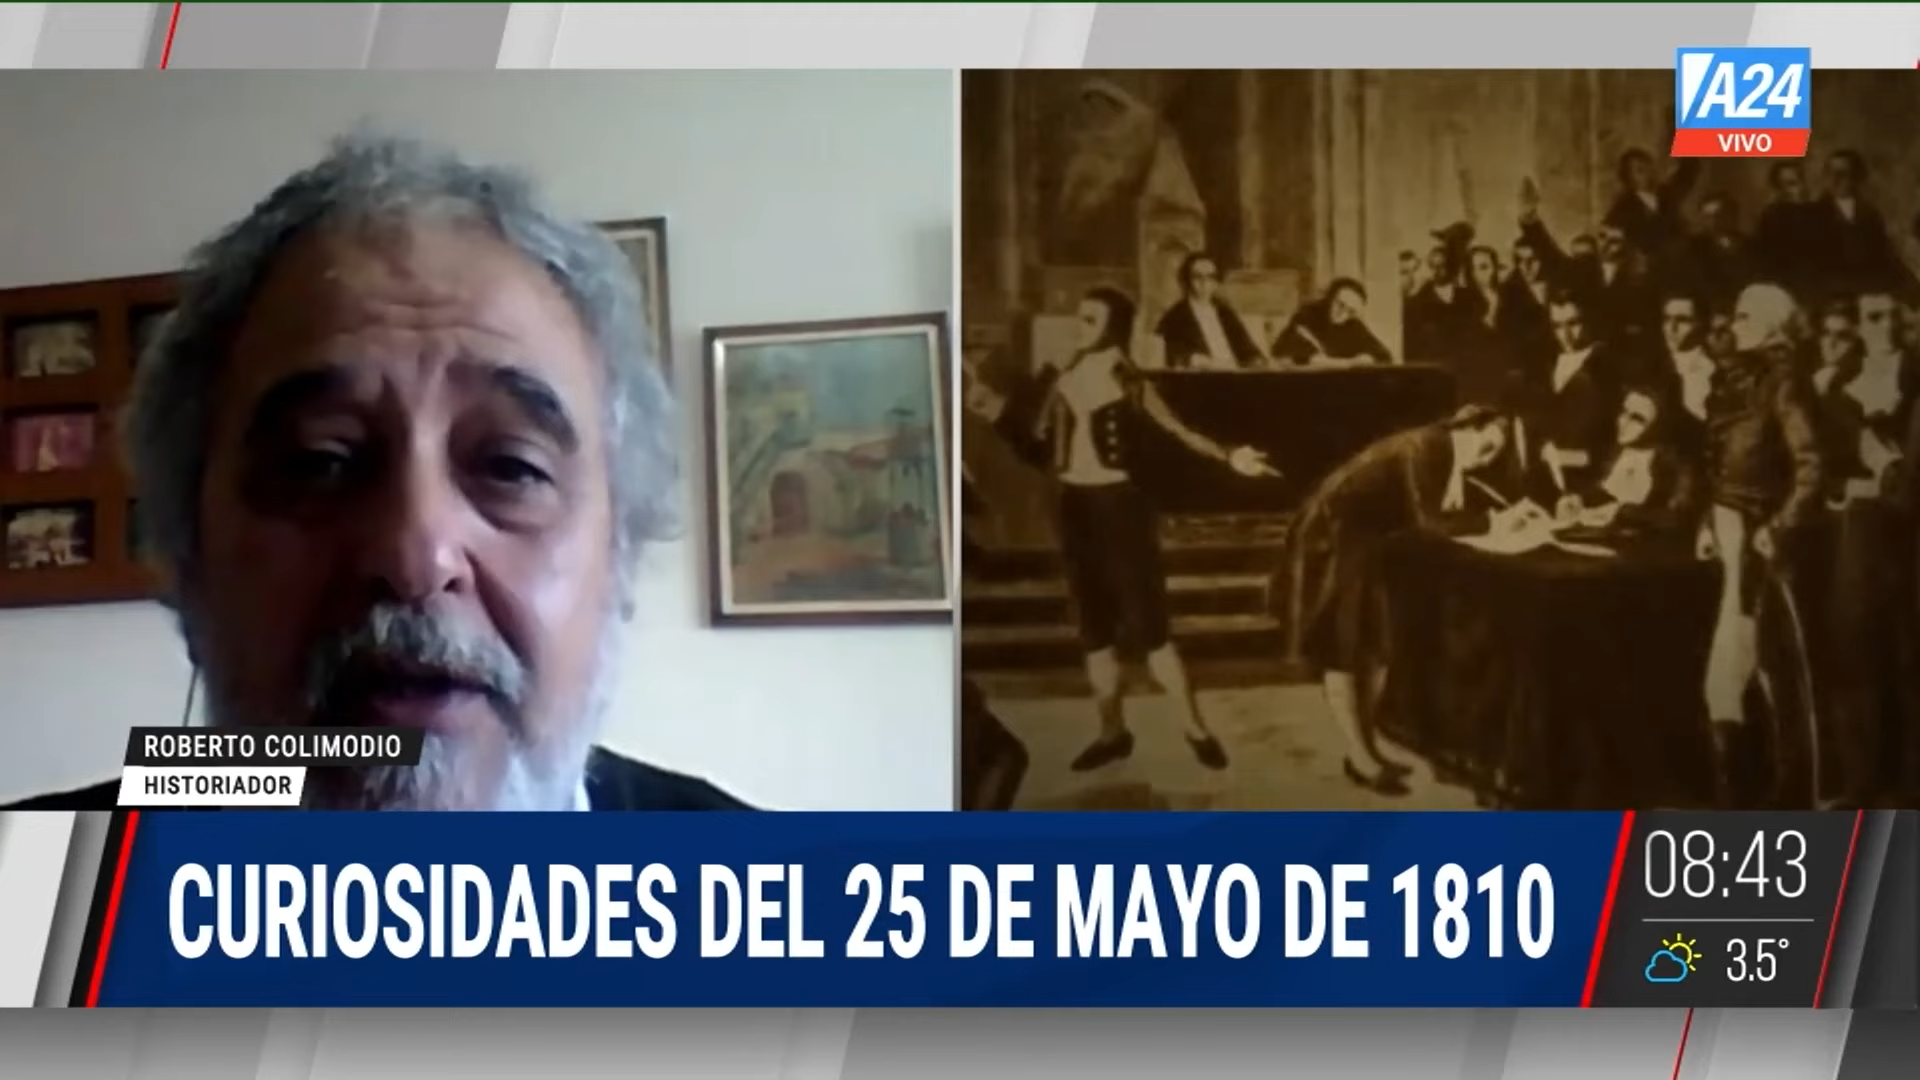 A24
VIVO
ROBERTO COLIMODIO
HISTORIADOR
CURIOSIDADES DEL 25 DE MAYO DE 1810
08:43
3.5°